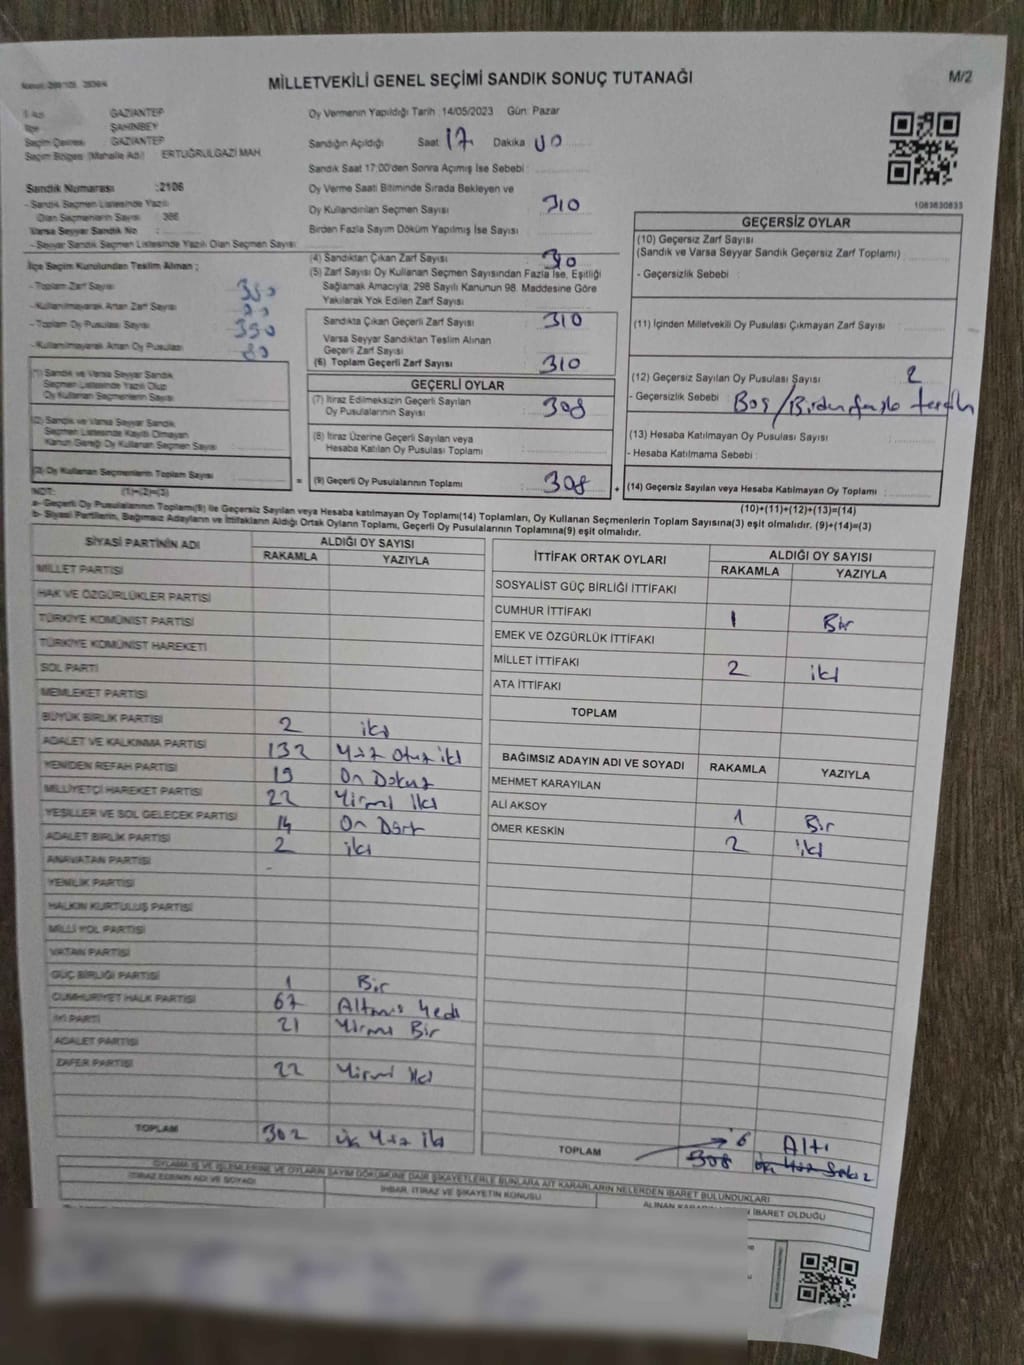 MİLLETVEKİLİ GENEL SEÇİMİ SANDIK SONUÇ TUTANAĞI
M/2
İl Adı GAZİANTEP
İlçe ŞAHİNBEY
Seçim Çevresi GAZİANTEP
Seçim Bölgesi (Mahalle Adı) ERTUĞRULGAZİ MAH.
Sandık Numarası :2106
- Sandık Seçmen Listesinde Yazılı
Olan Seçmenlerin Sayısı : 386
Varsa Seyyar Sandık No :
- Seyyar Sandık Seçmen Listesinde Yazılı Olan Seçmen Sayısı :
İlçe Seçim Kurulundan Teslim Alınan ;
- Toplam Zarf Sayısı
- Kullanılmayarak Artan Zarf Sayısı
- Toplam Oy Pusulası Sayısı 390
- Kullanılmayarak Artan Oy Pusulası 80
(1) Sandık ve Varsa Seyyar Sandık
Seçmen Listesinde Yazılı Olup
Oy Kullanan Seçmenlerin Sayısı
(2) Sandık ve Varsa Seyyar Sandık
Seçmen Listesinde Kayıtlı Olmayan
Kanun Gereği Oy Kullanan Seçmen Sayısı
(3) Oy Kullanan Seçmenlerin Toplam Sayısı
Oy Vermenin Yapıldığı Tarih :14/05/2023 Gün: Pazar
Sandığın Açıldığı Saat 17 Dakika 00
Sandık Saat 17:00'den Sonra Açımış İse Sebebi :
Oy Verme Saati Bitiminde Sırada Bekleyen ve
Oy Kullandırılan Seçmen Sayısı 310
Birden Fazla Sayım Döküm Yapılmış İse Sayısı
(4) Sandıktan Çıkan Zarf Sayısı 310
(5) Zarf Sayısı Oy Kullanan Seçmen Sayısından Fazla İse, Eşitliği
Sağlamak Amacıyla; 298 Sayılı Kanunun 98. Maddesine Göre
Yakılarak Yok Edilen Zarf Sayısı
Sandıkta Çıkan Geçerli Zarf Sayısı 310
Varsa Seyyar Sandıktan Teslim Alınan
Geçerli Zarf Sayısı
(6) Toplam Geçerli Zarf Sayısı 310
GEÇERLİ OYLAR
(7) İtiraz Edilmeksizin Geçerli Sayılan
Oy Pusulalarının Sayısı 308
(8) İtiraz Üzerine Geçerli Sayılan veya
Hesaba Katılan Oy Pusulası Toplamı
= (9) Geçerli Oy Pusulalarının Toplamı 308
1083630833
GEÇERSİZ OYLAR
(10) Geçersiz Zarf Sayısı
(Sandık ve Varsa Seyyar Sandık Geçersiz Zarf Toplamı)
- Geçersizlik Sebebi :
(11) İçinden Milletvekili Oy Pusulası Çıkmayan Zarf Sayısı
(12) Geçersiz Sayılan Oy Pusulası Sayısı 2
- Geçersizlik Sebebi Boş/Birden fazla tercih
(13) Hesaba Katılmayan Oy Pusulası Sayısı
- Hesaba Katılmama Sebebi :
+ (14) Geçersiz Sayılan veya Hesaba Katılmayan Oy Toplamı :
NOT: (1)+(2)=(3)
(10)+(11)+(12)+(13)=(14)
a- Geçerli Oy Pusulalarının Toplamı(9) ile Geçersiz Sayılan veya Hesaba katılmayan Oy Toplamı(14) Toplamları, Oy Kullanan Seçmenlerin Toplam Sayısına(3) eşit olmalıdır. (9)+(14)=(3)
b- Siyasi Partilerin, Bağımsız Adayların ve İttifakların Aldığı Ortak Oyların Toplamı, Geçerli Oy Pusulalarının Toplamına(9) eşit olmalıdır.
SİYASİ PARTİNİN ADI ALDIĞI OY SAYISI
RAKAMLA YAZIYLA
MİLLET PARTİSİ
HAK VE ÖZGÜRLÜKLER PARTİSİ
TÜRKİYE KOMÜNİST PARTİSİ
TÜRKİYE KOMÜNİST HAREKETİ
SOL PARTİ
MEMLEKET PARTİSİ
BÜYÜK BİRLİK PARTİSİ 2 iki
ADALET VE KALKINMA PARTİSİ 132 Yüz Otuz iki
YENİDEN REFAH PARTİSİ 19 On Dokuz
MİLLİYETÇİ HAREKET PARTİSİ 22 Yirmi İki
YEŞİLLER VE SOL GELECEK PARTİSİ 14 On Dört
ADALET BİRLİK PARTİSİ 2 iki
ANAVATAN PARTİSİ -
YENİLİK PARTİSİ
HALKIN KURTULUŞ PARTİSİ
MİLLİ YOL PARTİSİ
VATAN PARTİSİ
GÜÇ BİRLİĞİ PARTİSİ 1 Bir
CUMHURİYET HALK PARTİSİ 67 Altmış Yedi
İYİ PARTİ 21 Yirmi Bir
ADALET PARTİSİ
ZAFER PARTİSİ 22 Yirmi İki
TOPLAM 302 Üç Yüz İki
İTTİFAK ORTAK OYLARI ALDIĞI OY SAYISI
RAKAMLA YAZIYLA
SOSYALİST GÜÇ BİRLİĞİ İTTİFAKI
CUMHUR İTTİFAKI 1 Bir
EMEK VE ÖZGÜRLÜK İTTİFAKI
MİLLET İTTİFAKI 2 iki
ATA İTTİFAKI
TOPLAM
BAĞIMSIZ ADAYIN ADI VE SOYADI RAKAMLA YAZIYLA
MEHMET KARAYILAN
ALİ AKSOY 1 Bir
ÖMER KESKİN 2 iki
TOPLAM 6 Altı
308 Üç Yüz Sekiz
OYLAMA İŞ VE İŞLEMLERİNE VE OYLARIN SAYIM DÖKÜMÜNE DAİR ŞİKAYETLERLE BUNLARA AİT KARARLARIN NELERDEN İBARET BULUNDUKLARI
İTİRAZ EDENİN ADI VE SOYADI
İHBAR, İTİRAZ VE ŞİKAYETİN KONUSU
İBARET OLDUĞU